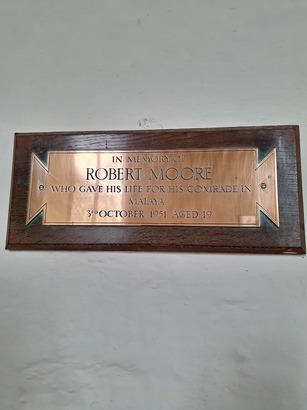 IN MEMORY OF
ROBERT MOORE
WHO GAVE HIS LIFE FOR HIS COMRADE IN
MALAYA
3RD OCTOBER 1951 AGED 19